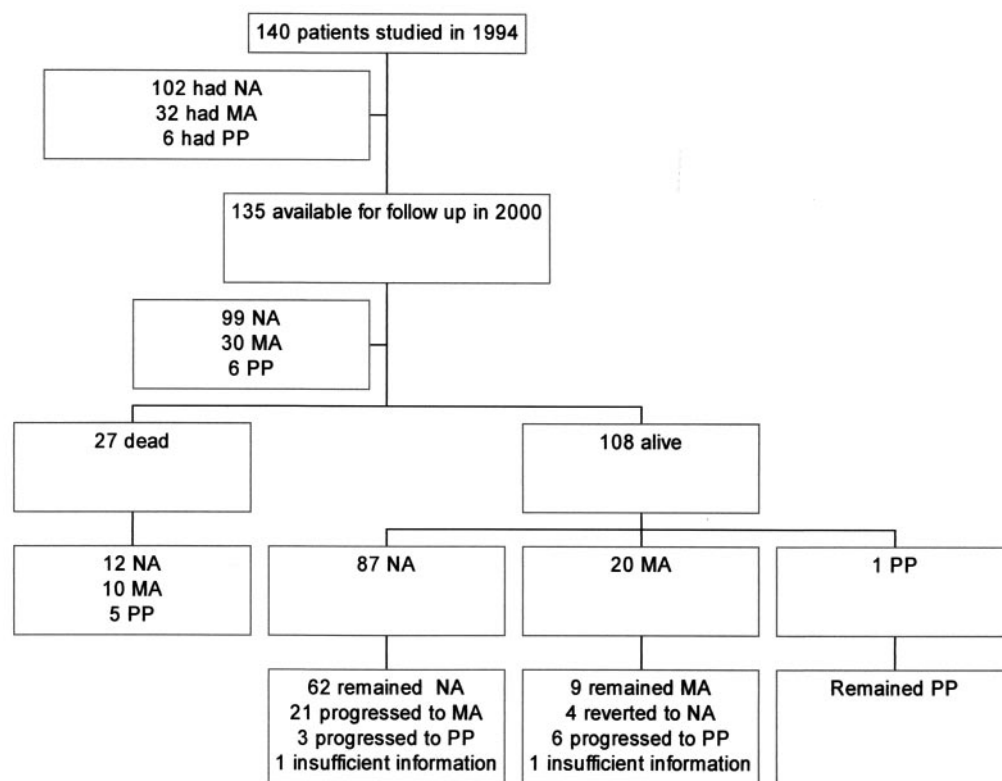 140 patients studied in 1994
102 had NA
32 had MA
6 had PP
135 available for follow up in 2000
99 NA
30 MA
6 PP
27 dead
108 alive
12 NA
10 MA
5 PP
87 NA
20 MA
1 PP
62 remained NA
21 progressed to MA
3 progressed to PP
1 insufficient information
9 remained MA
4 reverted to NA
6 progressed to PP
1 insufficient information
Remained PP